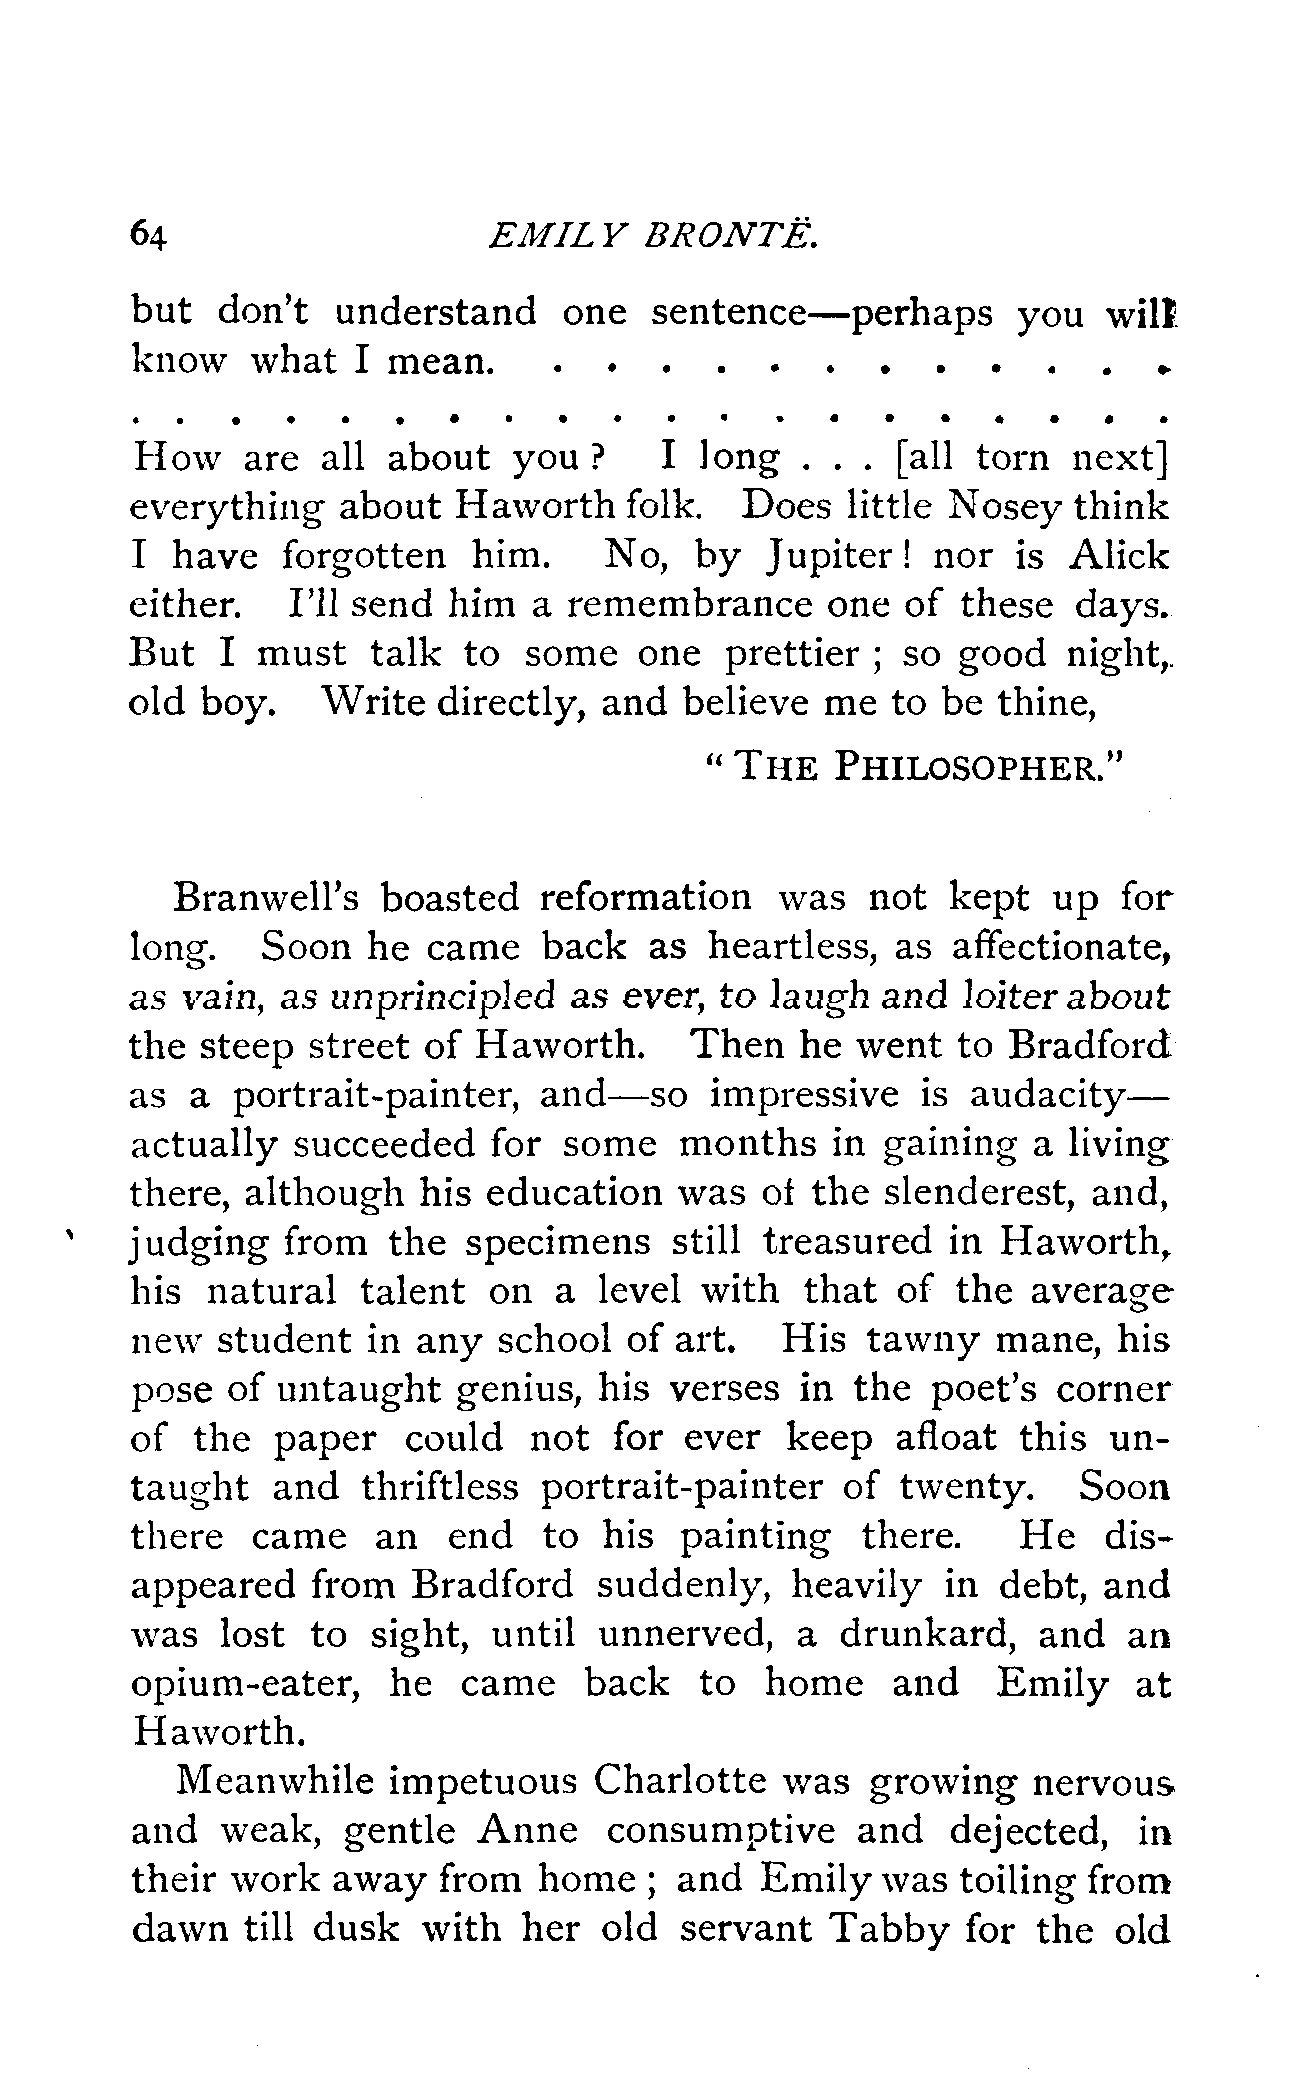 64 EMILY BRONTË.
but don't understand one sentence—perhaps you will
know what I mean. . . . . . . . . . . . .
. . . . . . . . . . . . . . . . . . . .
How are all about you ? I long . . . [all torn next]
everything about Haworth folk. Does little Nosey think
I have forgotten him. No, by Jupiter ! nor is Alick
either. I'll send him a remembrance one of these days.
But I must talk to some one prettier ; so good night,
old boy. Write directly, and believe me to be thine,
" THE PHILOSOPHER."
Branwell's boasted reformation was not kept up for
long. Soon he came back as heartless, as affectionate,
as vain, as unprincipled as ever, to laugh and loiter about
the steep street of Haworth. Then he went to Bradford
as a portrait-painter, and—so impressive is audacity—
actually succeeded for some months in gaining a living
there, although his education was of the slenderest, and,
judging from the specimens still treasured in Haworth,
his natural talent on a level with that of the average
new student in any school of art. His tawny mane, his
pose of untaught genius, his verses in the poet's corner
of the paper could not for ever keep afloat this un-
taught and thriftless portrait-painter of twenty. Soon
there came an end to his painting there. He dis-
appeared from Bradford suddenly, heavily in debt, and
was lost to sight, until unnerved, a drunkard, and an
opium-eater, he came back to home and Emily at
Haworth.
Meanwhile impetuous Charlotte was growing nervous
and weak, gentle Anne consumptive and dejected, in
their work away from home ; and Emily was toiling from
dawn till dusk with her old servant Tabby for the old